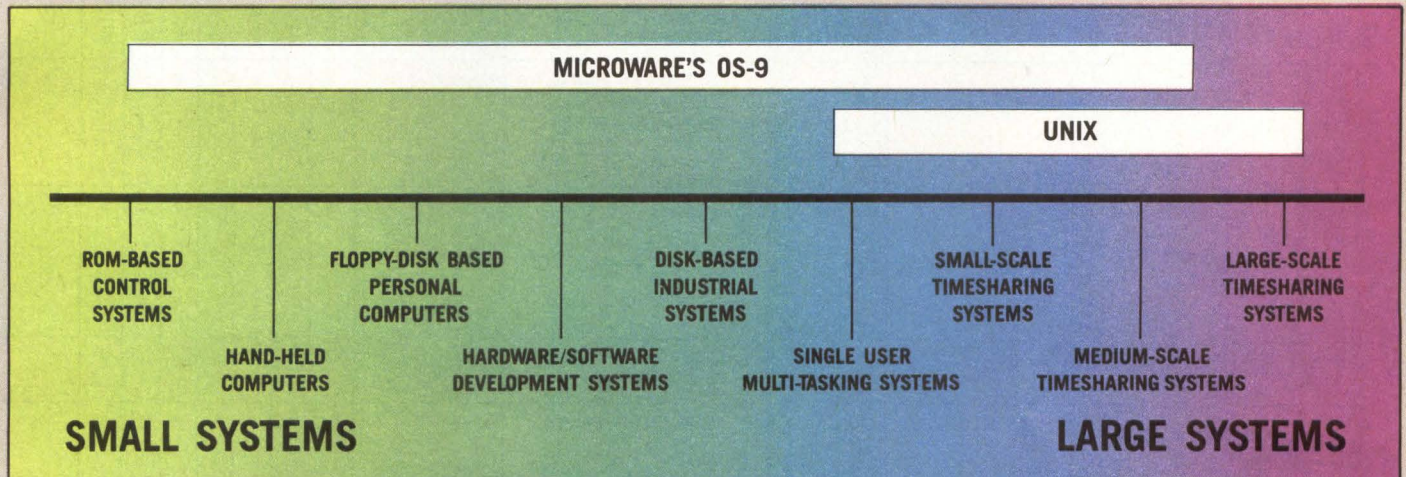 MICROWARE'S OS-9
UNIX
ROM-BASED
CONTROL
SYSTEMS
HAND-HELD
COMPUTERS
FLOPPY-DISK BASED
PERSONAL
COMPUTERS
HARDWARE/SOFTWARE
DEVELOPMENT SYSTEMS
DISK-BASED
INDUSTRIAL
SYSTEMS
SINGLE USER
MULTI-TASKING SYSTEMS
SMALL-SCALE
TIMESHARING
SYSTEMS
MEDIUM-SCALE
TIMESHARING SYSTEMS
LARGE-SCALE
TIMESHARING
SYSTEMS
SMALL SYSTEMS
LARGE SYSTEMS